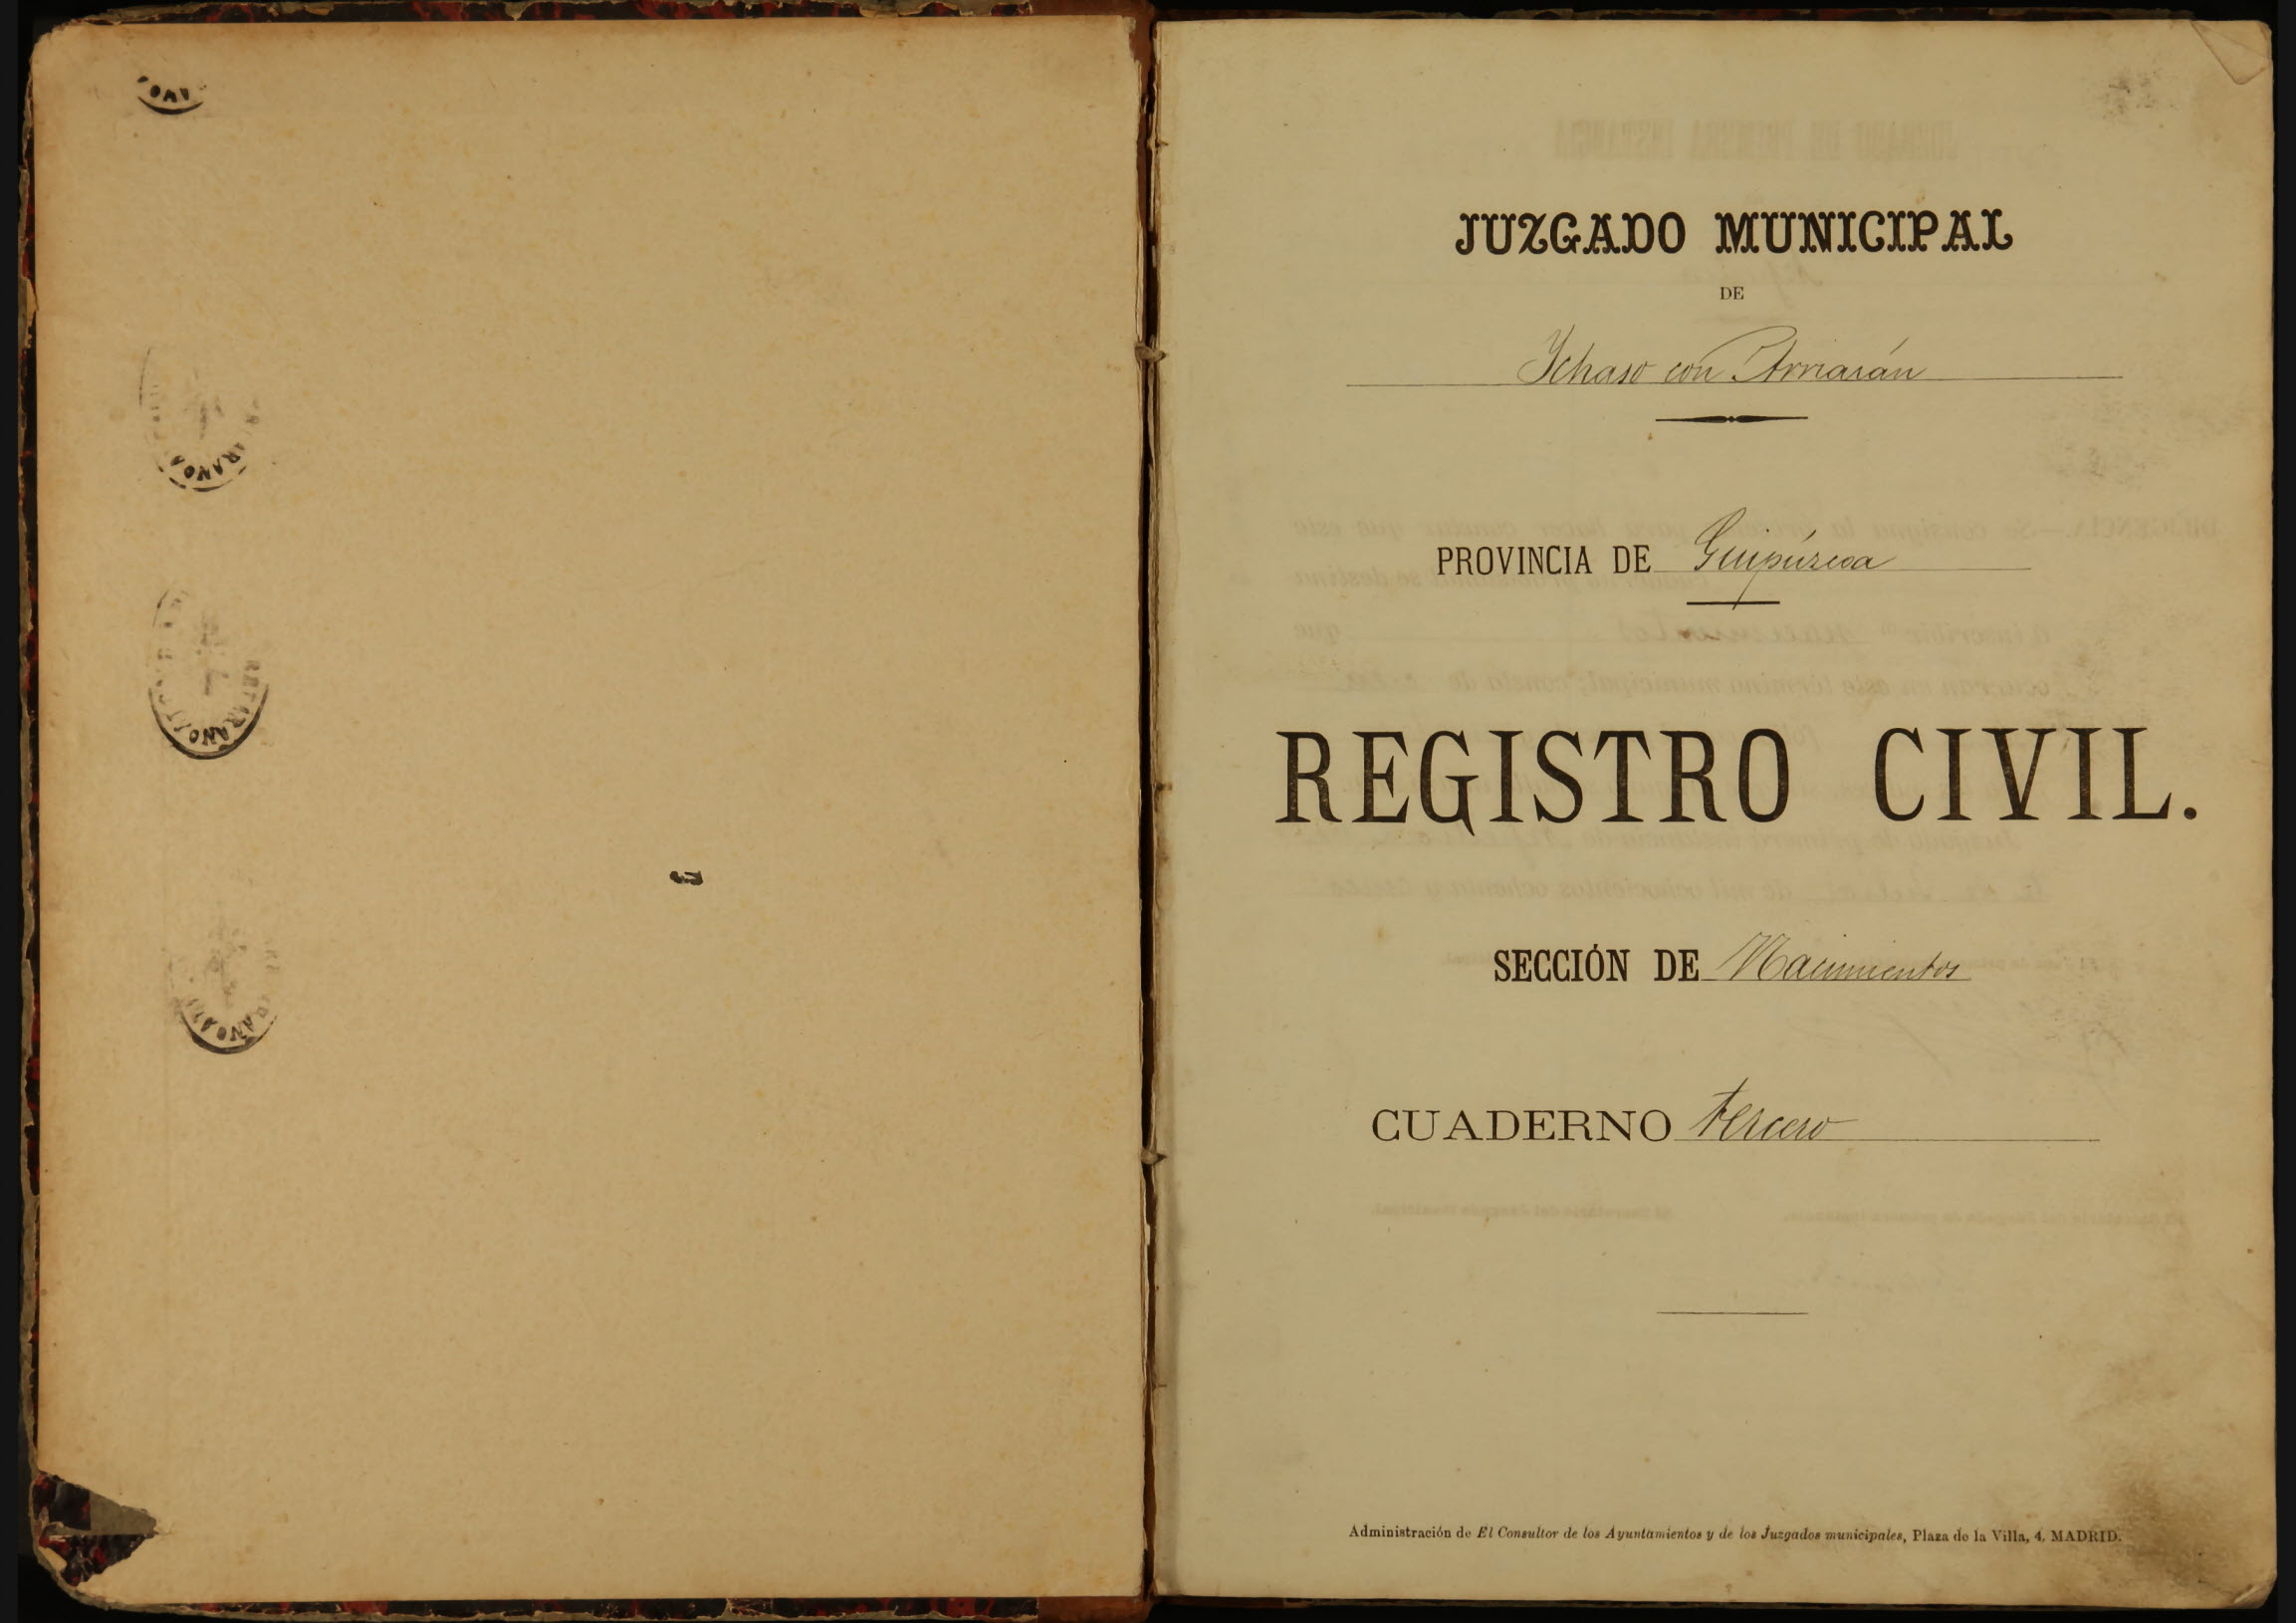 JUZGADO MUNICIPAL
DE
Ychaso con Arriarán
PROVINCIA DE Guipúzcoa
REGISTRO CIVIL.
SECCIÓN DE Nacimientos
CUADERNO tercero
Administración de El Consultor de los Ayuntamientos y de los Juzgados municipales, Plaza de la Villa, 4. MADRID.